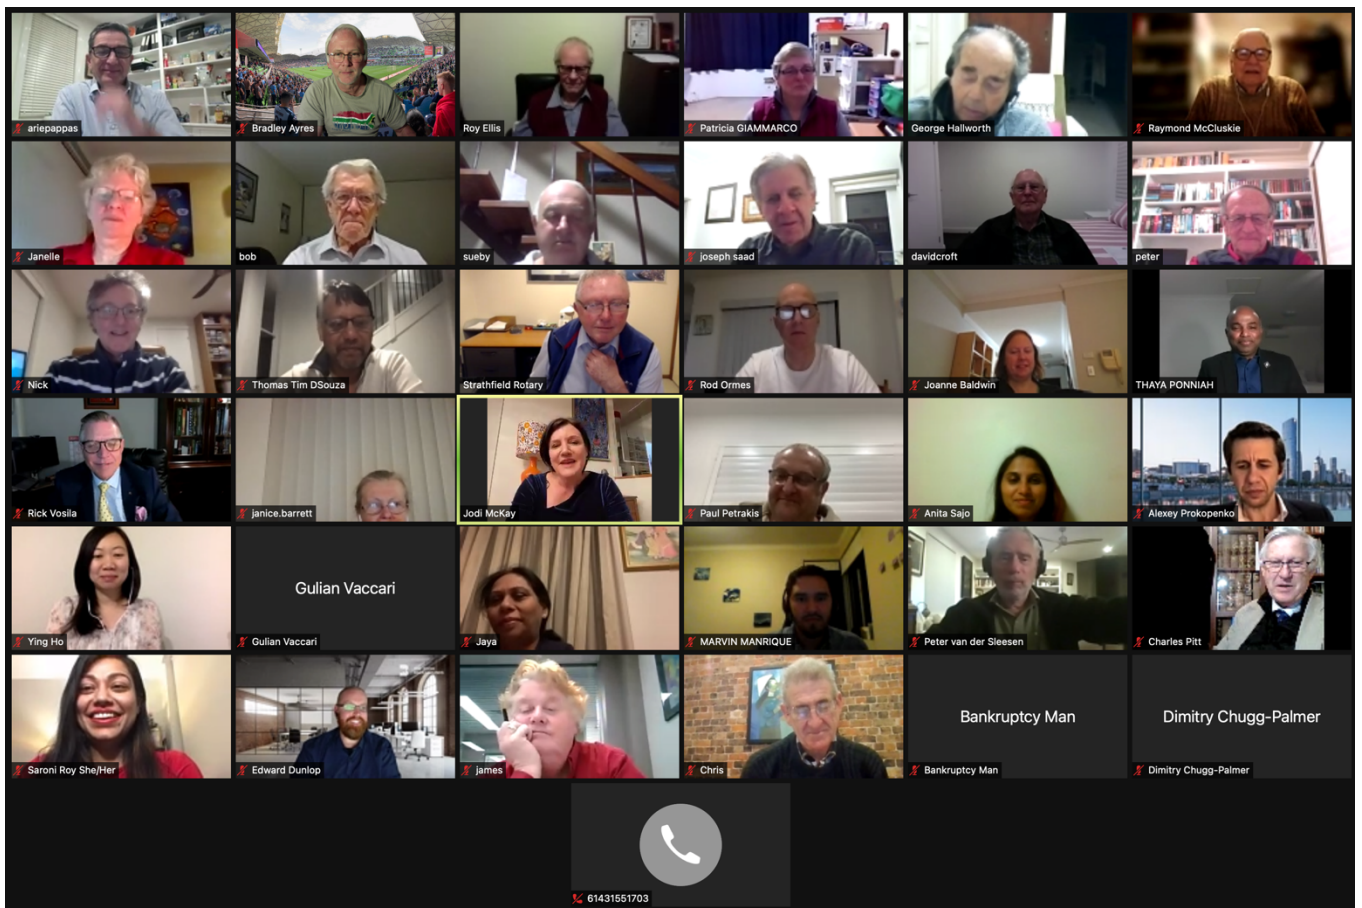 ariepappas
Bradley Ayres
Roy Ellis
Patricia GIAMMARCO
George Hallworth
Raymond McCluskie
Janelle
bob
sueby
joseph saad
davidcroft
peter
Nick
Thomas Tim DSouza
Strathfield Rotary
Rod Ormes
Joanne Baldwin
THAYA PONNIAH
Rick Vosila
janice.barrett
Jodi McKay
Paul Petrakis
Anita Sajo
Alexey Prokopenko
Ying Ho
Gulian Vaccari
Gulian Vaccari
Jaya
MARVIN MANRIQUE
Peter van der Sleesen
Charles Pitt
Saroni Roy She/Her
Edward Dunlop
james
Chris
Bankruptcy Man
Bankruptcy Man
Dimitry Chugg-Palmer
Dimitry Chugg-Palmer
61431551703